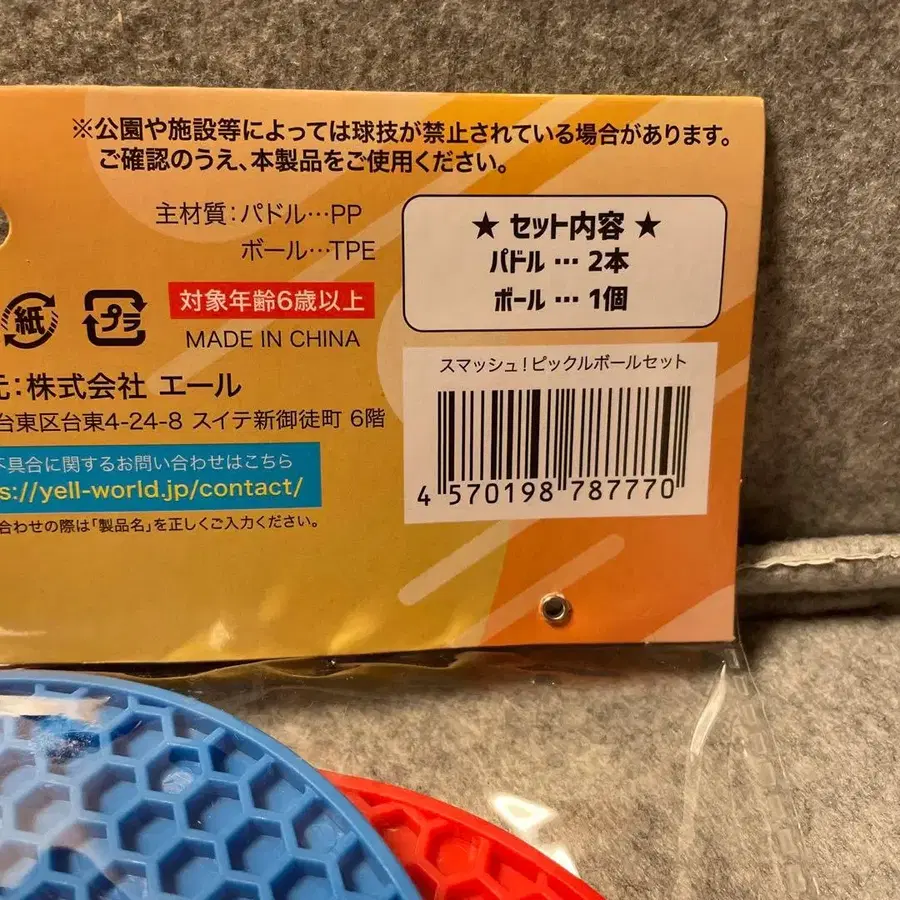 ※公園や施設等によっては球技が禁止されている場合があります。
ご確認のうえ、本製品をご使用ください。
主材質:パドル…PP
ボール…TPE
★ セット内容 ★
パドル … 2本
ボール … 1個
紙
プラ
対象年齢6歳以上
MADE IN CHINA
元:株式会社 エール
台東区台東4-24-8 スイテ新御徒町 6階
不具合に関するお問い合わせはこちら
s://yell-world.jp/contact/
合わせの際は「製品名」を正しくご入力ください。
スマッシュ!ピックルボールセット
4 570198 787770